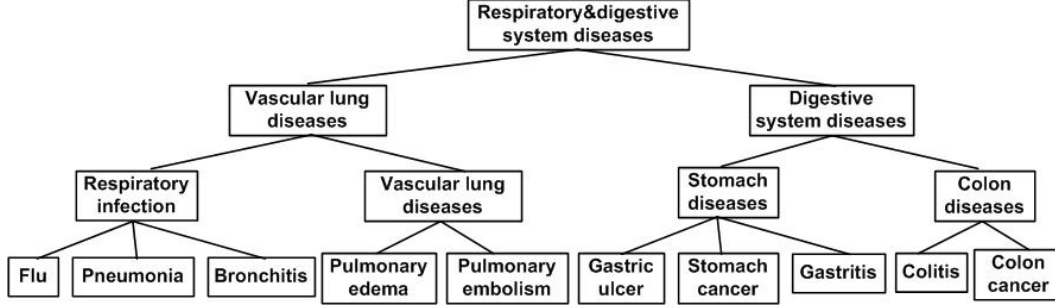 Respiratory&digestive
system diseases
Vascular lung
diseases
Digestive
system diseases
Respiratory
infection
Vascular lung
diseases
Stomach
diseases
Colon
diseases
Flu
Pneumonia
Bronchitis
Pulmonary
edema
Pulmonary
embolism
Gastric
ulcer
Stomach
cancer
Gastritis
Colitis
Colon
cancer